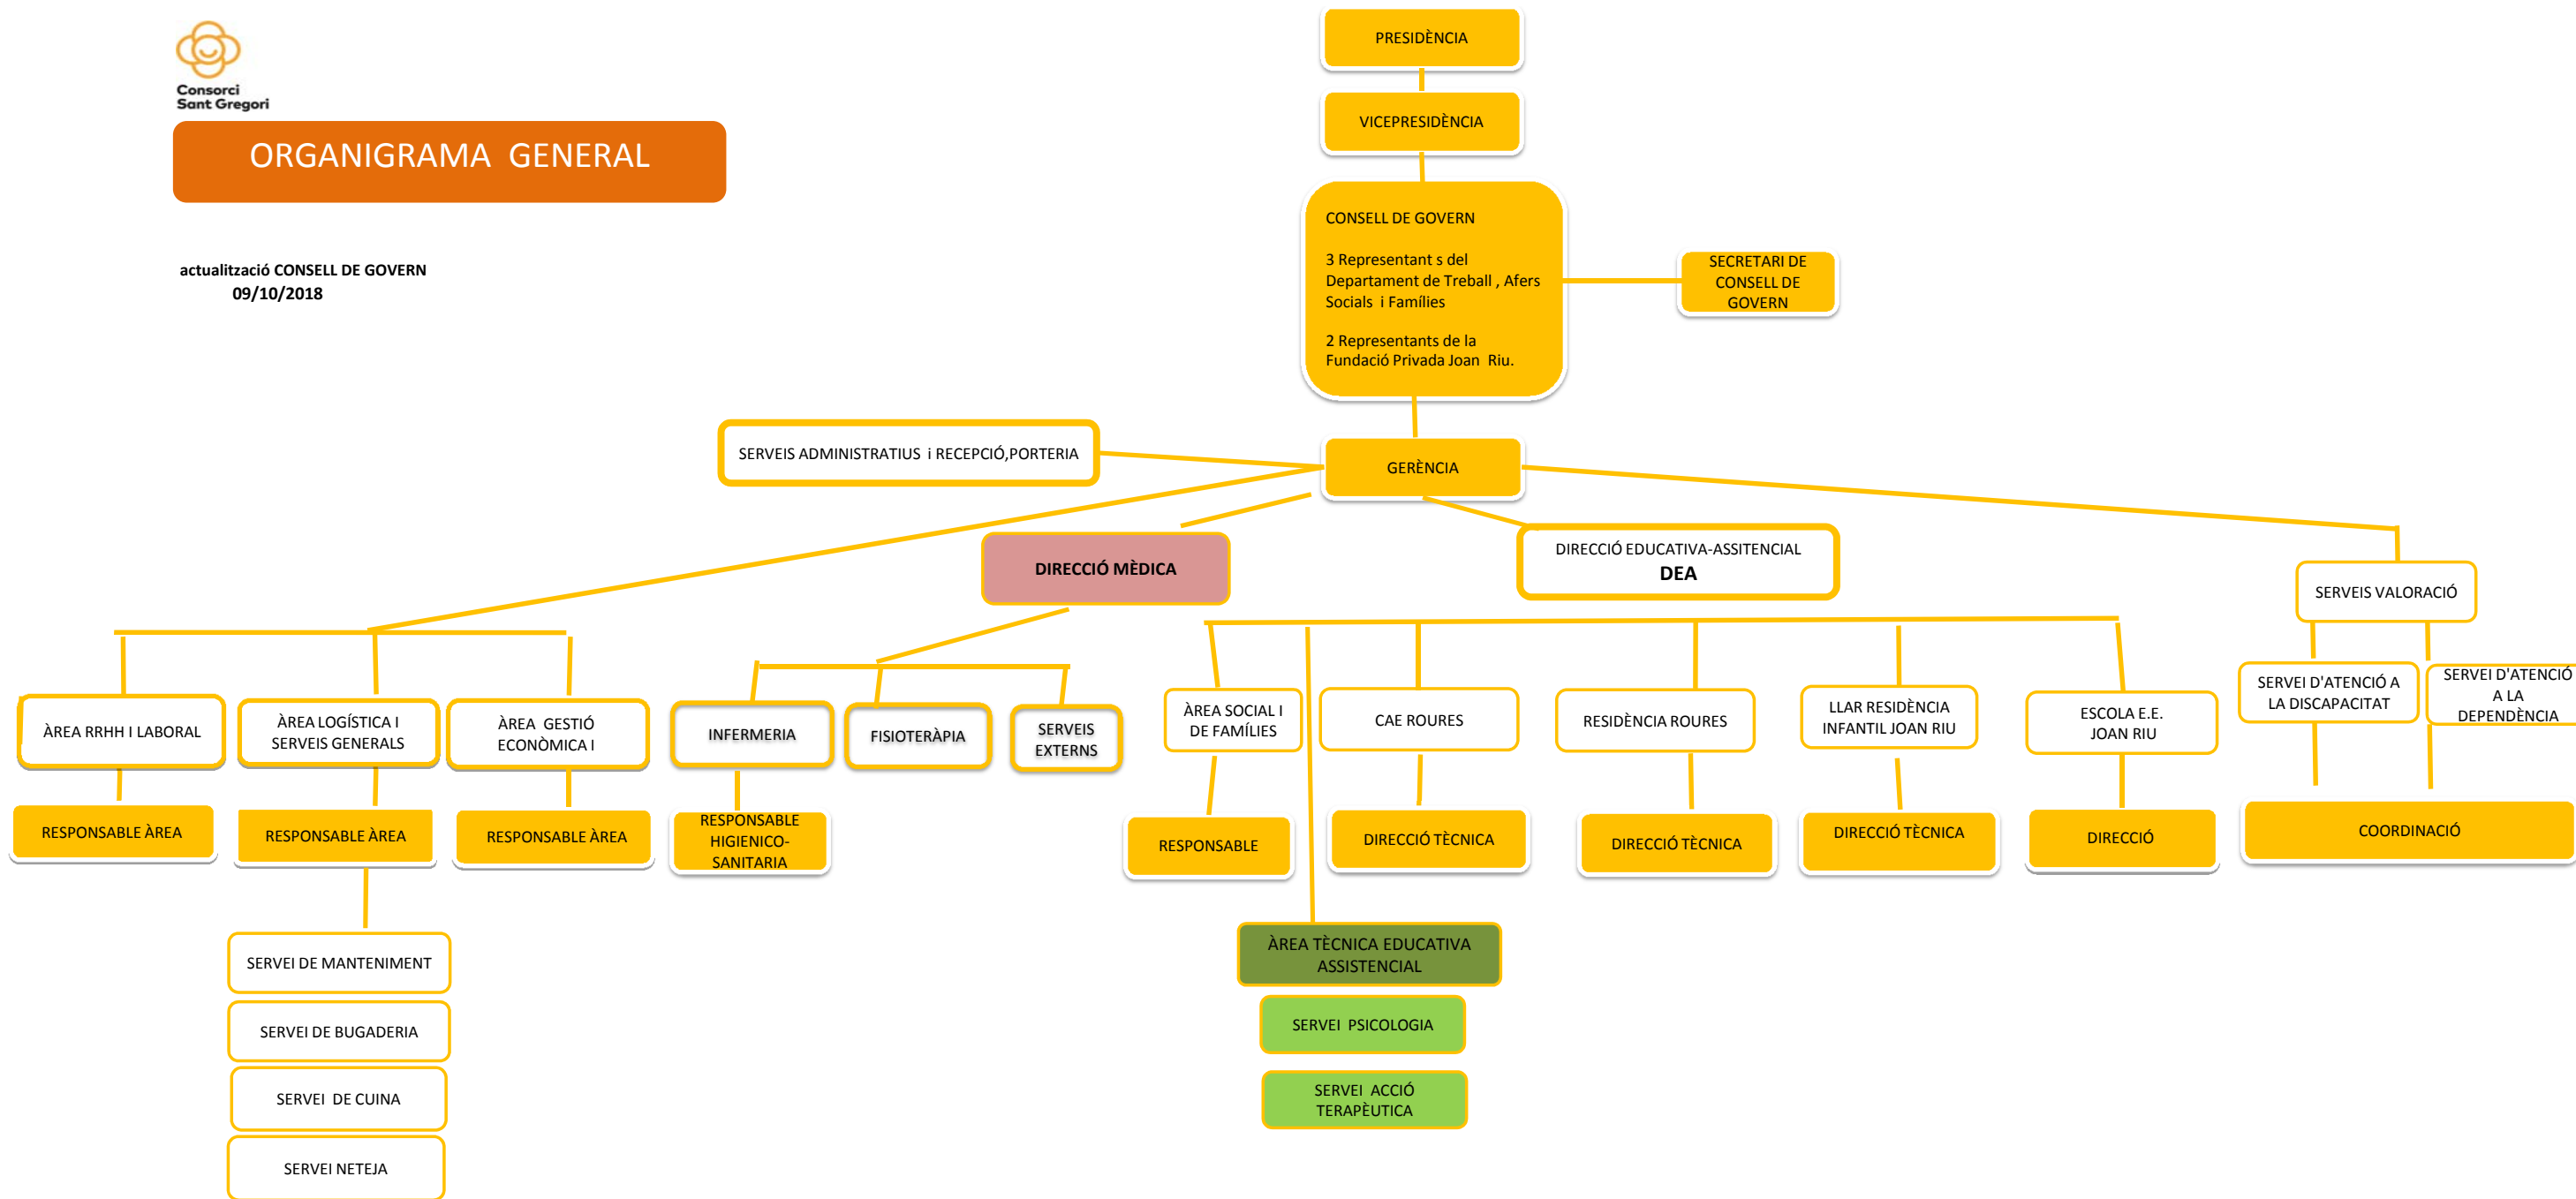 Consorci
Sant Gregori
ORGANIGRAMA GENERAL
actualització CONSELL DE GOVERN
09/10/2018
PRESIDÈNCIA
VICEPRESIDÈNCIA
CONSELL DE GOVERN
3 Representant s del
Departament de Treball , Afers
Socials i Famílies
2 Representants de la
Fundació Privada Joan Riu.
SECRETARI DE
CONSELL DE
GOVERN
SERVEIS ADMINISTRATIUS i RECEPCIÓ,PORTERIA
GERÈNCIA
DIRECCIÓ MÈDICA
DIRECCIÓ EDUCATIVA-ASSITENCIAL
DEA
SERVEIS VALORACIÓ
ÀREA RRHH I LABORAL
ÀREA LOGÍSTICA I
SERVEIS GENERALS
ÀREA GESTIÓ
ECONÒMICA I
INFERMERIA
FISIOTERÀPIA
SERVEIS
EXTERNS
ÀREA SOCIAL I
DE FAMÍLIES
CAE ROURES
RESIDÈNCIA ROURES
LLAR RESIDÈNCIA
INFANTIL JOAN RIU
ESCOLA E.E.
JOAN RIU
SERVEI D'ATENCIÓ A
LA DISCAPACITAT
SERVEI D'ATENCIÓ
A LA
DEPENDÈNCIA
RESPONSABLE ÀREA
RESPONSABLE ÀREA
RESPONSABLE ÀREA
RESPONSABLE
HIGIENICO-
SANITARIA
RESPONSABLE
DIRECCIÓ TÈCNICA
DIRECCIÓ TÈCNICA
DIRECCIÓ TÈCNICA
DIRECCIÓ
COORDINACIÓ
SERVEI DE MANTENIMENT
SERVEI DE BUGADERIA
SERVEI DE CUINA
SERVEI NETEJA
ÀREA TÈCNICA EDUCATIVA
ASSISTENCIAL
SERVEI PSICOLOGIA
SERVEI ACCIÓ
TERAPÈUTICA